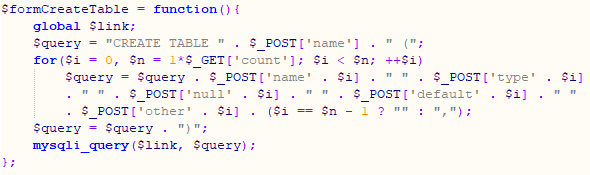 $formCreateTable = function(){
global $link;
$query = "CREATE TABLE " . $_POST['name'] . " (";
for($i = 0, $n = 1*$_GET['count']; $i < $n; ++$i)
$query = $query . $_POST['name' . $i] . " " . $_POST['type' . $i]
. " " . $_POST['null' . $i] . " " . $_POST['default' . $i] . " "
. $_POST['other' . $i] . ($i == $n - 1 ? "" : ",");
$query = $query . ")";
mysqli_query($link, $query);
};